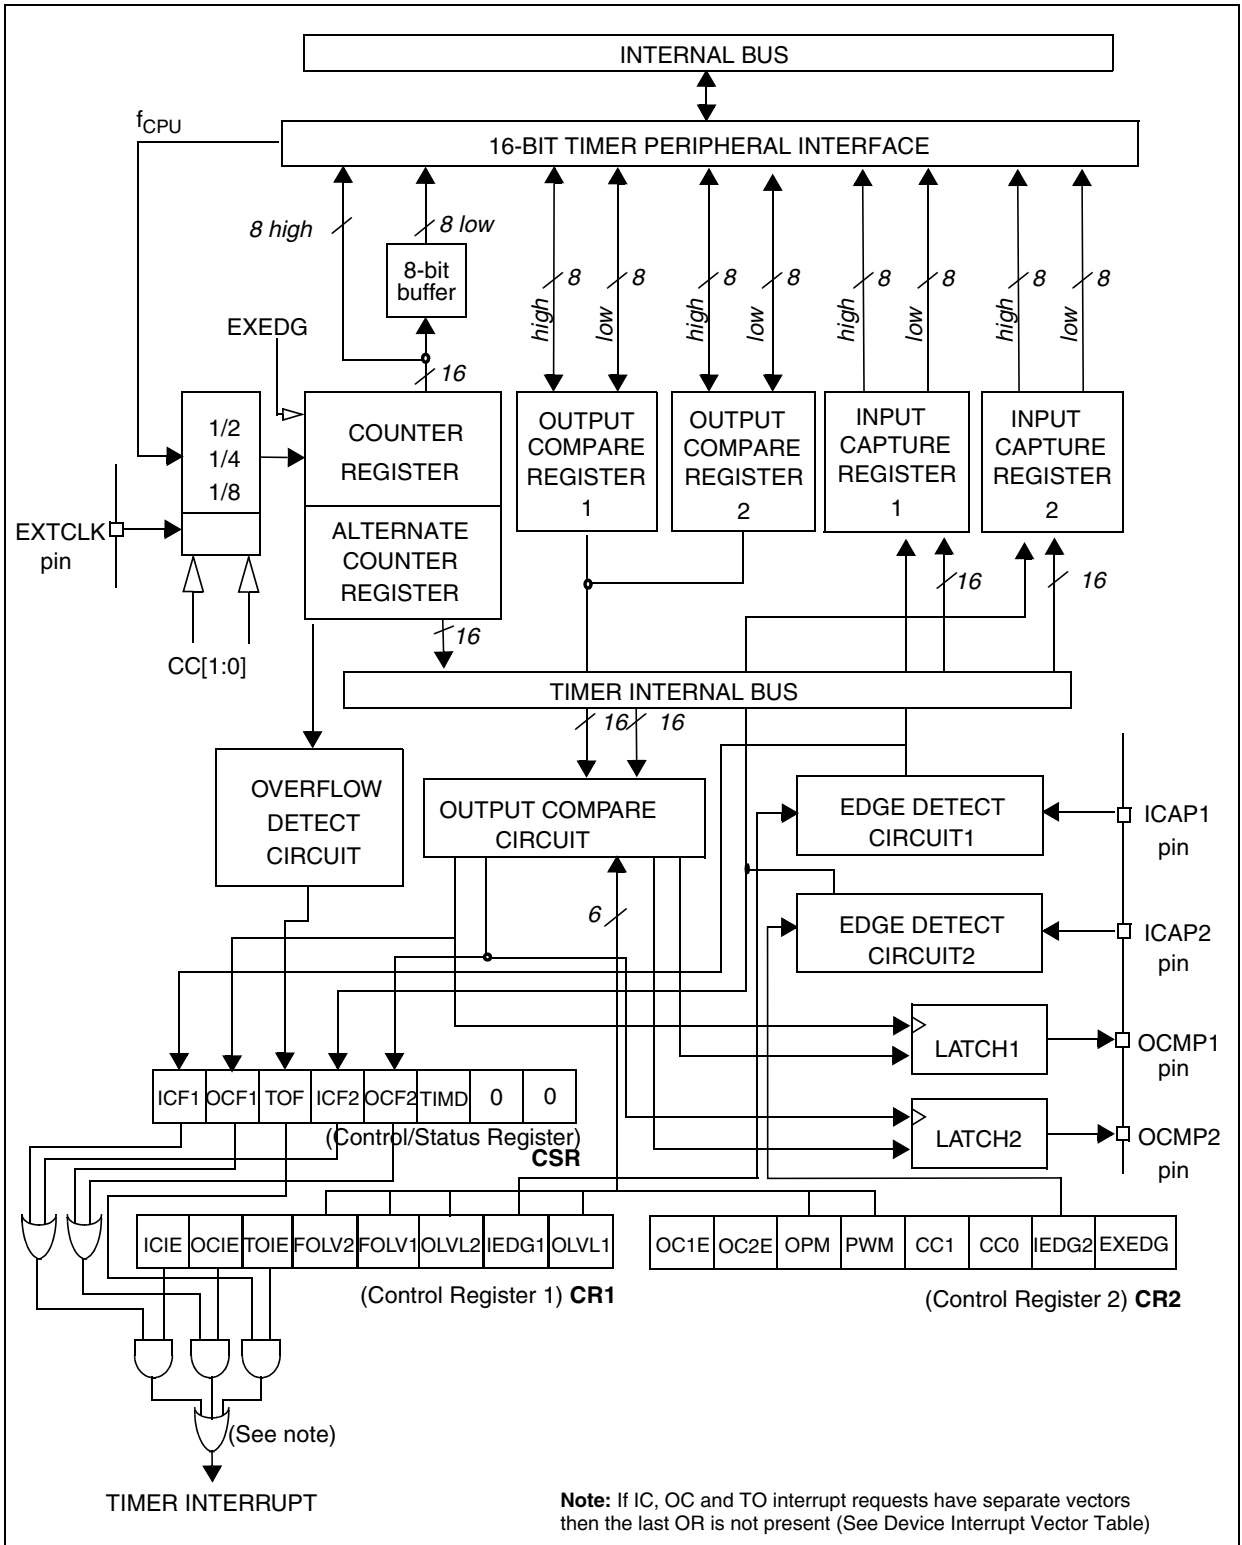 INTERNAL BUS
fCPU
16-BIT TIMER PERIPHERAL INTERFACE
8 high
8 low
8-bit
buffer
8
8
8
8
8
8
8
8
high
low
high
low
high
low
high
low
EXEDG
16
1/2
1/4
1/8
COUNTER
REGISTER
OUTPUT
COMPARE
REGISTER
1
OUTPUT
COMPARE
REGISTER
2
INPUT
CAPTURE
REGISTER
1
INPUT
CAPTURE
REGISTER
2
EXTCLK
pin
ALTERNATE
COUNTER
REGISTER
16
16
16
CC[1:0]
TIMER INTERNAL BUS
16
16
OVERFLOW
DETECT
CIRCUIT
OUTPUT COMPARE
CIRCUIT
EDGE DETECT
CIRCUIT1
ICAP1
pin
6
EDGE DETECT
CIRCUIT2
ICAP2
pin
LATCH1
OCMP1
pin
ICF1 OCF1 TOF ICF2 OCF2 TIMD 0 0
(Control/Status Register)
CSR
LATCH2
OCMP2
pin
ICIE OCIE TOIE FOLV2 FOLV1 OLVL2 IEDG1 OLVL1
OC1E OC2E OPM PWM CC1 CC0 IEDG2 EXEDG
(Control Register 1) CR1
(Control Register 2) CR2
(See note)
TIMER INTERRUPT
Note: If IC, OC and TO interrupt requests have separate vectors
then the last OR is not present (See Device Interrupt Vector Table)